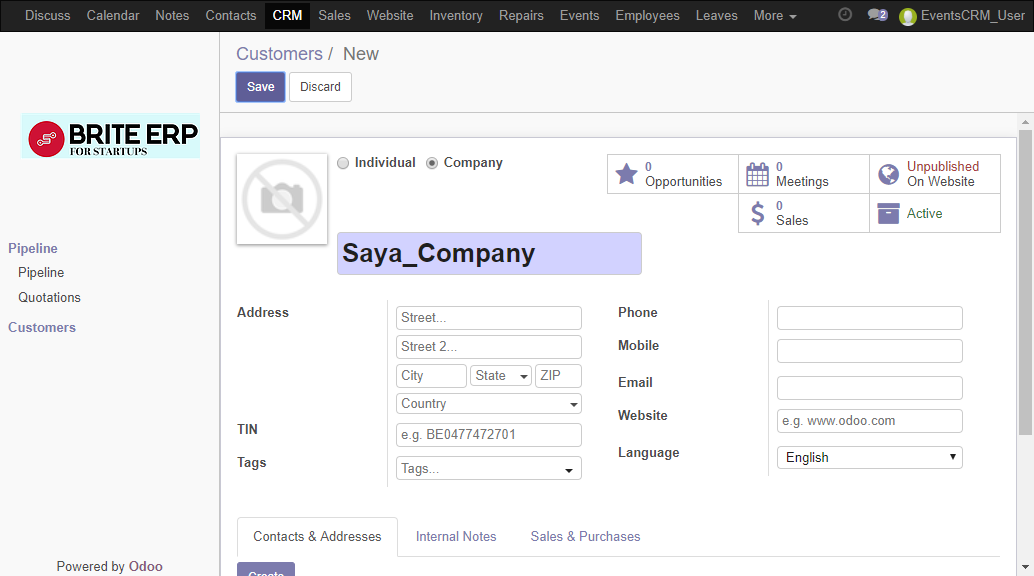 Discuss Calendar Notes Contacts CRM Sales Website Inventory Repairs Events Employees Leaves More 2 EventsCRM_User
Customers / New
Save Discard
BRITE ERP
FOR STARTUPS
Individual Company
0 Opportunities
0 Meetings
Unpublished On Website
0 Sales
Active
Saya_Company
Pipeline
Pipeline
Quotations
Customers
Address
Street...
Street 2...
City State ZIP
Country
TIN
e.g. BE0477472701
Tags
Tags...
Phone
Mobile
Email
Website
e.g. www.odoo.com
Language
English
Contacts & Addresses Internal Notes Sales & Purchases
Create
Powered by Odoo